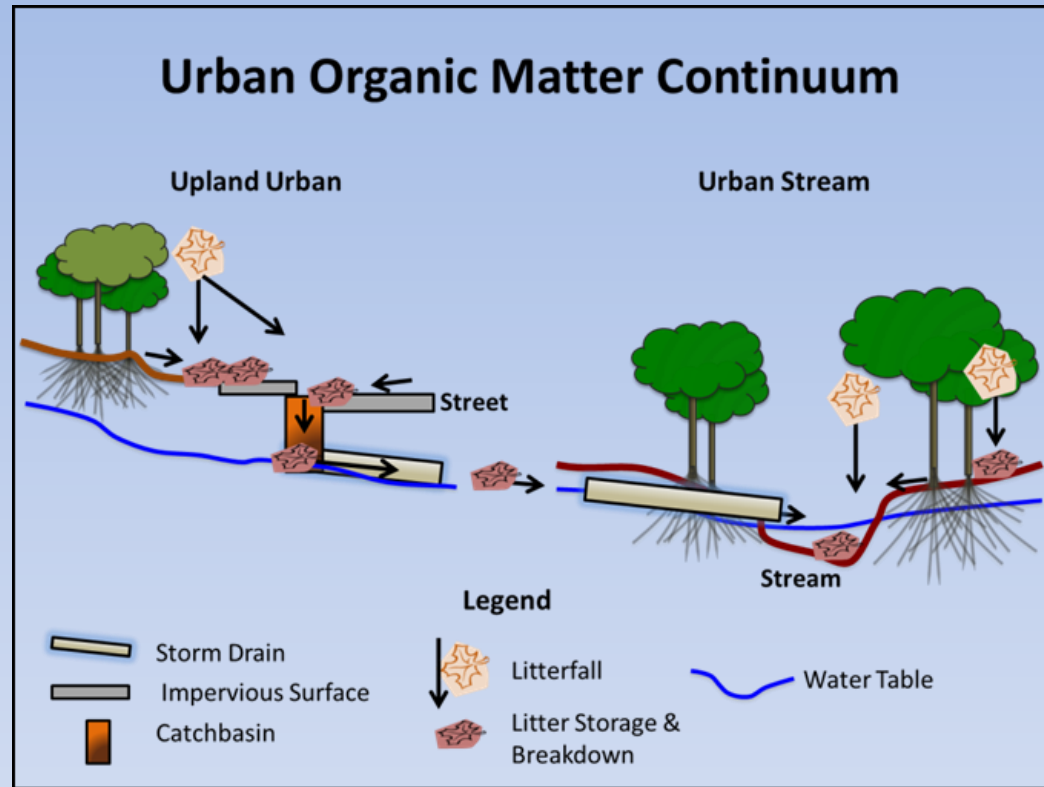 Urban Organic Matter Continuum
Upland Urban
Urban Stream
Street
Stream
Legend
Storm Drain
Impervious Surface
Catchbasin
Litterfall
Litter Storage &
Breakdown
Water Table